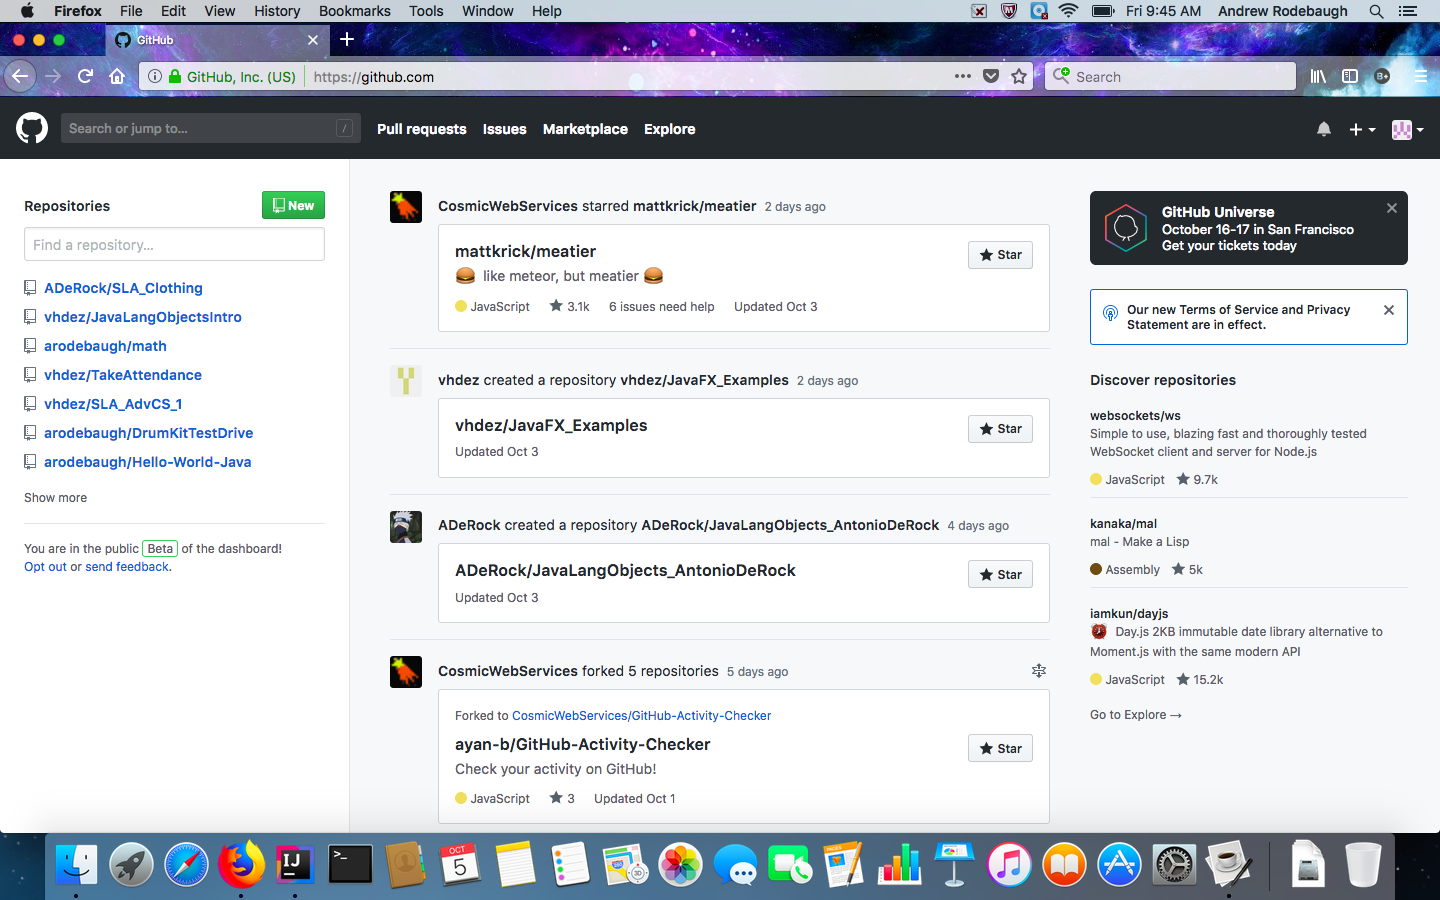 Firefox File Edit View History Bookmarks Tools Window Help
Fri 9:45 AM Andrew Rodebaugh
GitHub
GitHub, Inc. (US) https://github.com
Search
B+
Search or jump to... /
Pull requests Issues Marketplace Explore
Repositories
New
Find a repository...
ADeRock/SLA_Clothing
vhdez/JavaLangObjectsIntro
arodebaugh/math
vhdez/TakeAttendance
vhdez/SLA_AdvCS_1
arodebaugh/DrumKitTestDrive
arodebaugh/Hello-World-Java
Show more
You are in the public Beta of the dashboard!
Opt out or send feedback.
CosmicWebServices starred mattkrick/meatier 2 days ago
mattkrick/meatier
Star
🍔 like meteor, but meatier 🍔
JavaScript 3.1k 6 issues need help Updated Oct 3
vhdez created a repository vhdez/JavaFX_Examples 2 days ago
vhdez/JavaFX_Examples
Star
Updated Oct 3
ADeRock created a repository ADeRock/JavaLangObjects_AntonioDeRock 4 days ago
ADeRock/JavaLangObjects_AntonioDeRock
Star
Updated Oct 3
CosmicWebServices forked 5 repositories 5 days ago
Forked to CosmicWebServices/GitHub-Activity-Checker
ayan-b/GitHub-Activity-Checker
Star
Check your activity on GitHub!
JavaScript 3 Updated Oct 1
GitHub Universe
October 16-17 in San Francisco
Get your tickets today
Our new Terms of Service and Privacy
Statement are in effect.
Discover repositories
websockets/ws
Simple to use, blazing fast and thoroughly tested
WebSocket client and server for Node.js
JavaScript 9.7k
kanaka/mal
mal - Make a Lisp
Assembly 5k
iamkun/dayjs
⏰ Day.js 2KB immutable date library alternative to
Moment.js with the same modern API
JavaScript 15.2k
Go to Explore →
IJ
>_
OCT
5
3D
PAGES